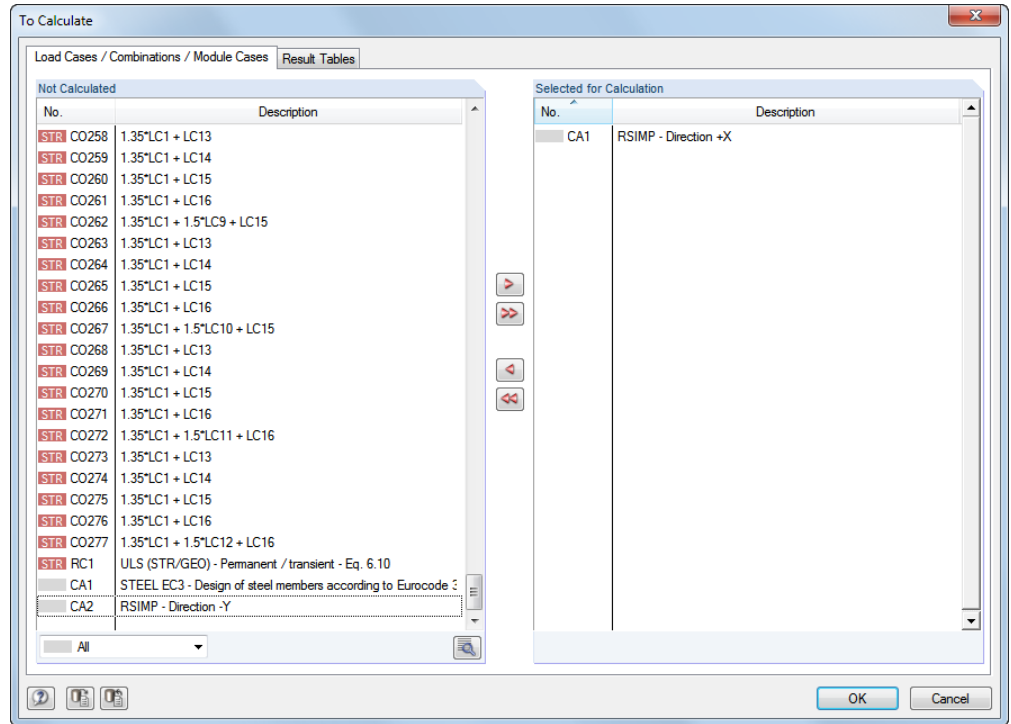 To Calculate
Load Cases / Combinations / Module Cases Result Tables
Not Calculated
No. Description
STR CO258 1.35*LC1 + LC13
STR CO259 1.35*LC1 + LC14
STR CO260 1.35*LC1 + LC15
STR CO261 1.35*LC1 + LC16
STR CO262 1.35*LC1 + 1.5*LC9 + LC15
STR CO263 1.35*LC1 + LC13
STR CO264 1.35*LC1 + LC14
STR CO265 1.35*LC1 + LC15
STR CO266 1.35*LC1 + LC16
STR CO267 1.35*LC1 + 1.5*LC10 + LC15
STR CO268 1.35*LC1 + LC13
STR CO269 1.35*LC1 + LC14
STR CO270 1.35*LC1 + LC15
STR CO271 1.35*LC1 + LC16
STR CO272 1.35*LC1 + 1.5*LC11 + LC16
STR CO273 1.35*LC1 + LC13
STR CO274 1.35*LC1 + LC14
STR CO275 1.35*LC1 + LC15
STR CO276 1.35*LC1 + LC16
STR CO277 1.35*LC1 + 1.5*LC12 + LC16
STR RC1 ULS (STR/GEO) - Permanent / transient - Eq. 6.10
CA1 STEEL EC3 - Design of steel members according to Eurocode 3
CA2 RSIMP - Direction -Y
All
Selected for Calculation
No. Description
CA1 RSIMP - Direction +X
OK Cancel